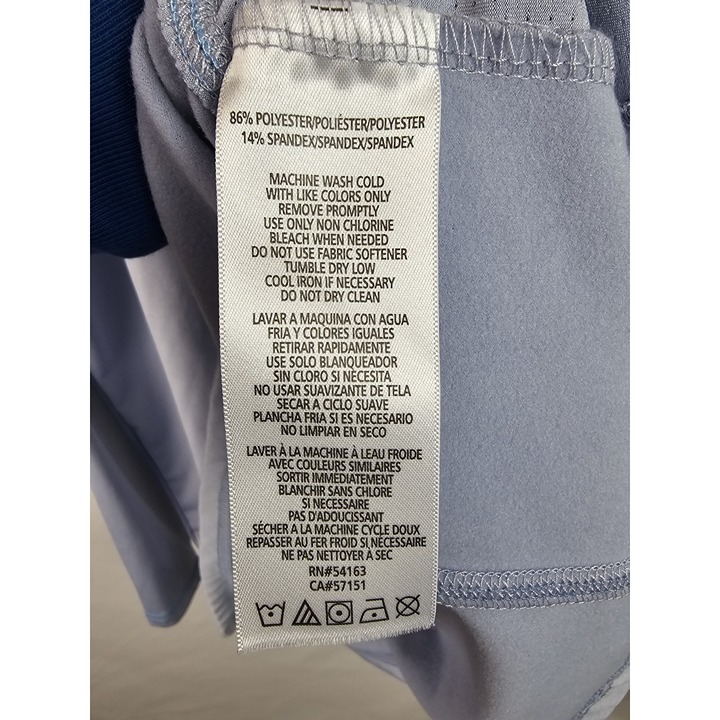 86% POLYESTER/POLIÉSTER/POLYESTER
14% SPANDEX/SPANDEX/SPANDEX
MACHINE WASH COLD
WITH LIKE COLORS ONLY
REMOVE PROMPTLY
USE ONLY NON CHLORINE
BLEACH WHEN NEEDED
DO NOT USE FABRIC SOFTENER
TUMBLE DRY LOW
COOL IRON IF NECESSARY
DO NOT DRY CLEAN
LAVAR A MAQUINA CON AGUA
FRIA Y COLORES IGUALES
RETIRAR RAPIDAMENTE
USE SOLO BLANQUEADOR
SIN CLORO SI NECESITA
NO USAR SUAVIZANTE DE TELA
SECAR A CICLO SUAVE
PLANCHA FRIA SI ES NECESARIO
NO LIMPIAR EN SECO
LAVER À LA MACHINE À LEAU FROIDE
AVEC COULEURS SIMILAIRES
SORTIR IMMÉDIATEMENT
BLANCHIR SANS CHLORE
SI NECESSAIRE
PAS D'ADOUCISSANT
SÉCHER A LA MACHINE CYCLE DOUX
REPASSER AU FER FROID SI NÉCESSAIRE
NE PAS NETTOYER À SEC
RN#54163
CA#57151